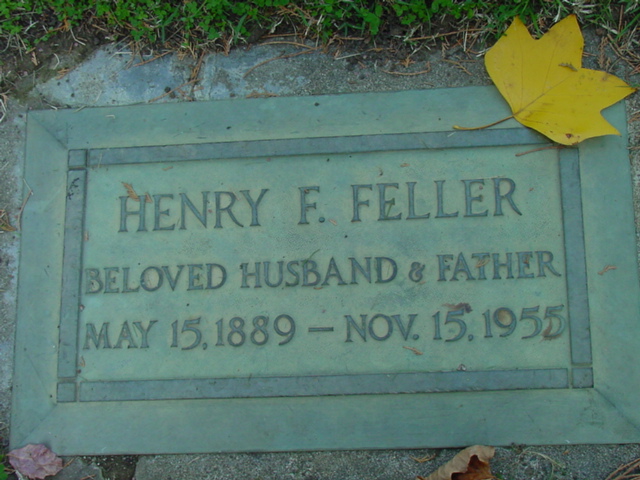 HENRY F. FELLER
BELOVED HUSBAND & FATHER
MAY 15, 1889 — NOV. 15, 1955